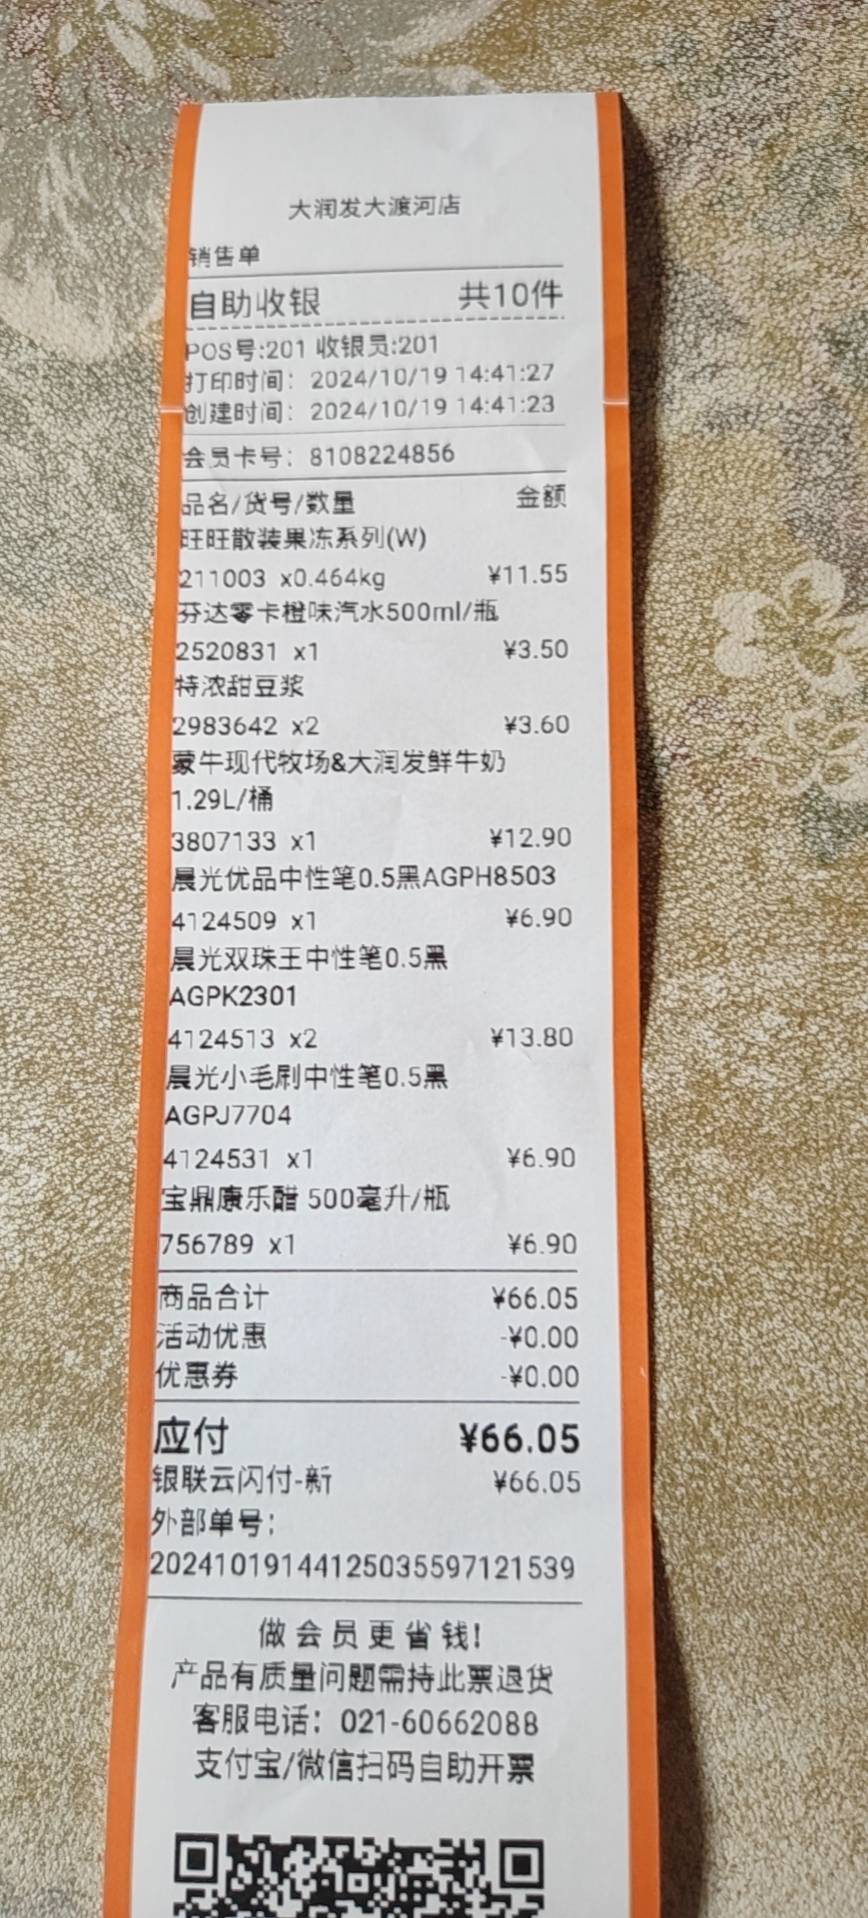 大润发大渡河店
销售单
自助收银 共10件
POS号:201 收银员:201
打印时间：2024/10/19 14:41:27
创建时间：2024/10/19 14:41:23
会员卡号：8108224856
品名/货号/数量 金额
旺旺散装果冻系列(W)
211003 x0.464kg ¥11.55
芬达零卡橙味汽水500ml/瓶
2520831 x1 ¥3.50
特浓甜豆浆
2983642 x2 ¥3.60
蒙牛现代牧场&大润发鲜牛奶
1.29L/桶
3807133 x1 ¥12.90
晨光优品中性笔0.5黑AGPH8503
4124509 x1 ¥6.90
晨光双珠王中性笔0.5黑
AGPK2301
4124513 x2 ¥13.80
晨光小毛刷中性笔0.5黑
AGPJ7704
4124531 x1 ¥6.90
宝鼎康乐醋 500毫升/瓶
756789 x1 ¥6.90
商品合计 ¥66.05
活动优惠 -¥0.00
优惠券 -¥0.00
应付 ¥66.05
银联云闪付-新 ¥66.05
外部单号：
20241019144125035597121539
做会员更省钱!
产品有质量问题需持此票退货
客服电话：021-60662088
支付宝/微信扫码自助开票